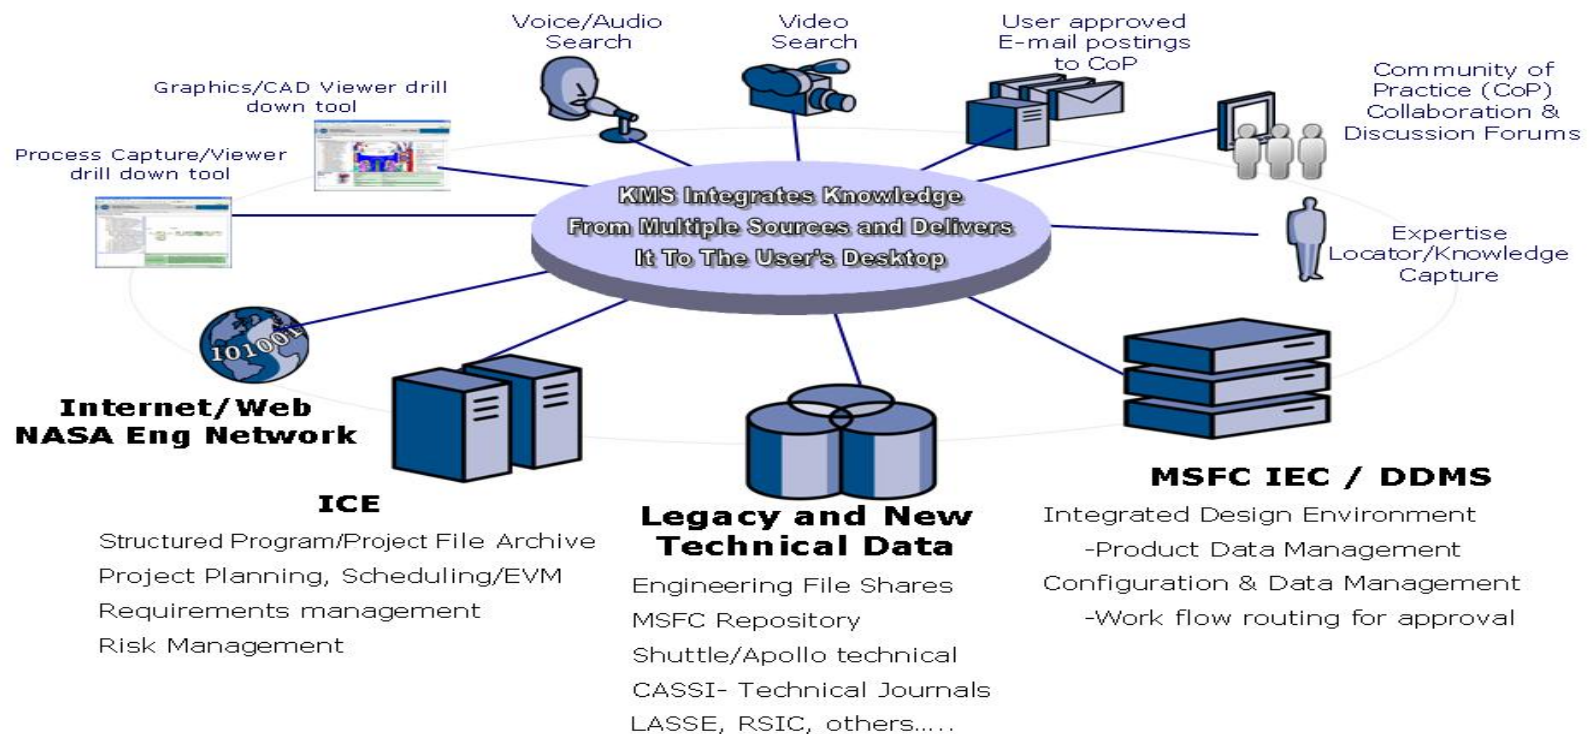 Voice/Audio
Search
Video
Search
User approved
E-mail postings
to CoP
Community of
Practice (CoP)
Collaboration &
Discussion Forums
Graphics/CAD Viewer drill
down tool
Process Capture/Viewer
drill down tool
KMS Integrates Knowledge
From Multiple Sources and Delivers
It To The User's Desktop
Expertise
Locator/Knowledge
Capture
101001
Internet/Web
NASA Eng Network
ICE
Structured Program/Project File Archive
Project Planning, Scheduling/EVM
Requirements management
Risk Management
Legacy and New
Technical Data
Engineering File Shares
MSFC Repository
Shuttle/Apollo technical
CASSI- Technical Journals
LASSE, RSIC, others.....
MSFC IEC / DDMS
Integrated Design Environment
-Product Data Management
Configuration & Data Management
-Work flow routing for approval